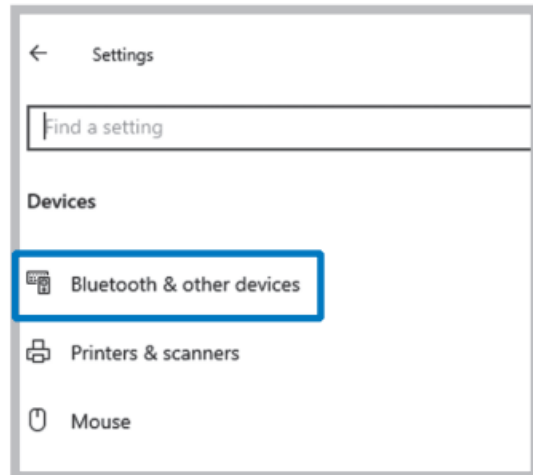 Settings
Find a setting
Devices
Bluetooth & other devices
Printers & scanners
Mouse